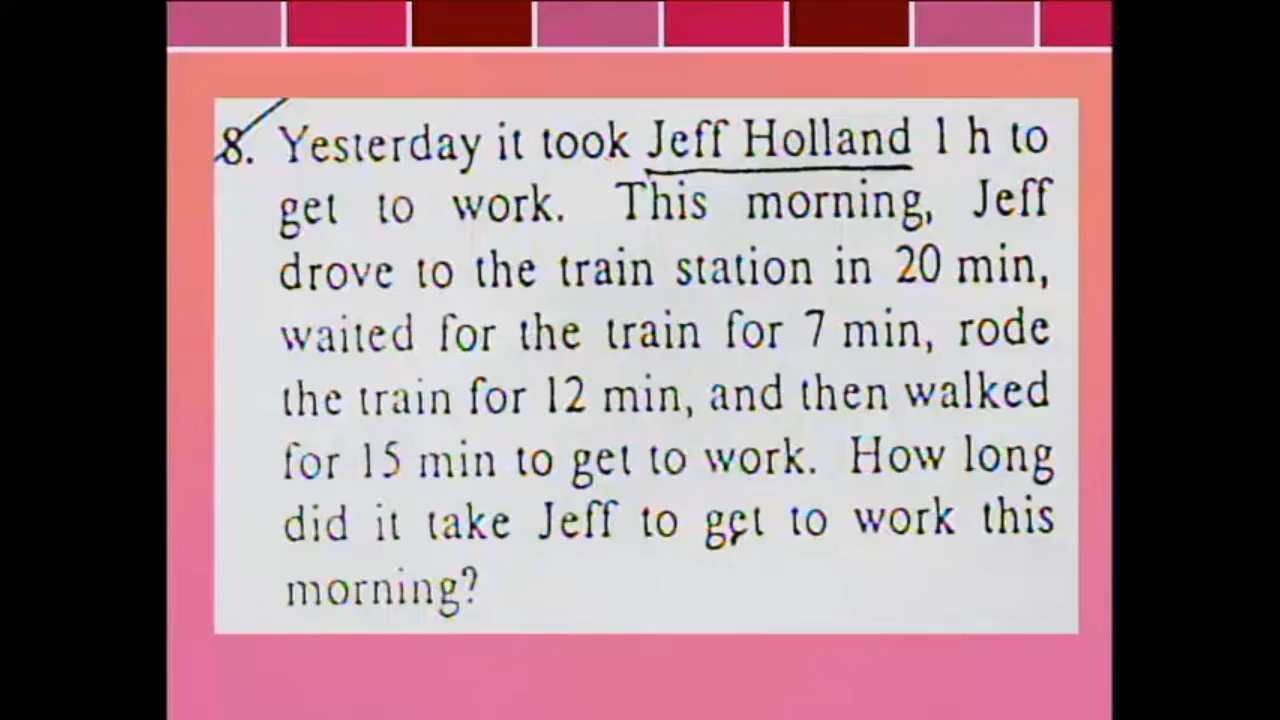 8. Yesterday it took Jeff Holland 1 h to
get to work. This morning, Jeff
drove to the train station in 20 min,
waited for the train for 7 min, rode
the train for 12 min, and then walked
for 15 min to get to work. How long
did it take Jeff to get to work this
morning?